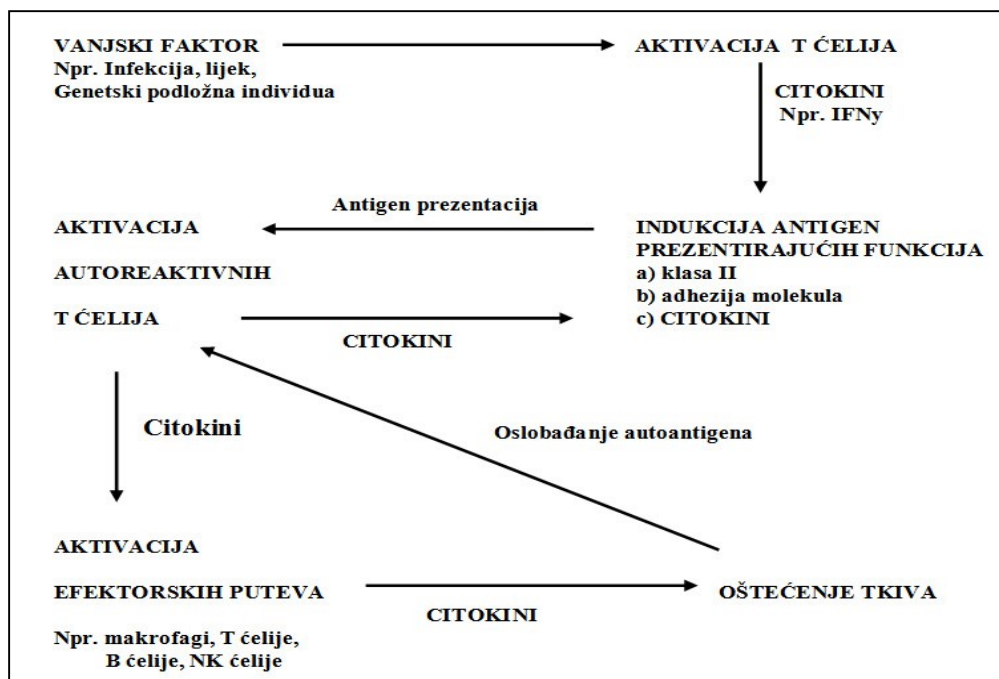 VANJSKI FAKTOR
Npr. Infekcija, lijek,
Genetski podložna individua
AKTIVACIJA T ĆELIJA
CITOKINI
Npr. IFNy
Antigen prezentacija
AKTIVACIJA
AUTOREAKTIVNIH
T ĆELIJA
INDUKCIJA ANTIGEN
PREZENTIRAJUĆIH FUNKCIJA
a) klasa II
b) adhezija molekula
c) CITOKINI
CITOKINI
Citokini
Oslobađanje autoantigena
AKTIVACIJA
EFEKTORSKIH PUTEVA
Npr. makrofagi, T ćelije,
B ćelije, NK ćelije
CITOKINI
OŠTEĆENJE TKIVA